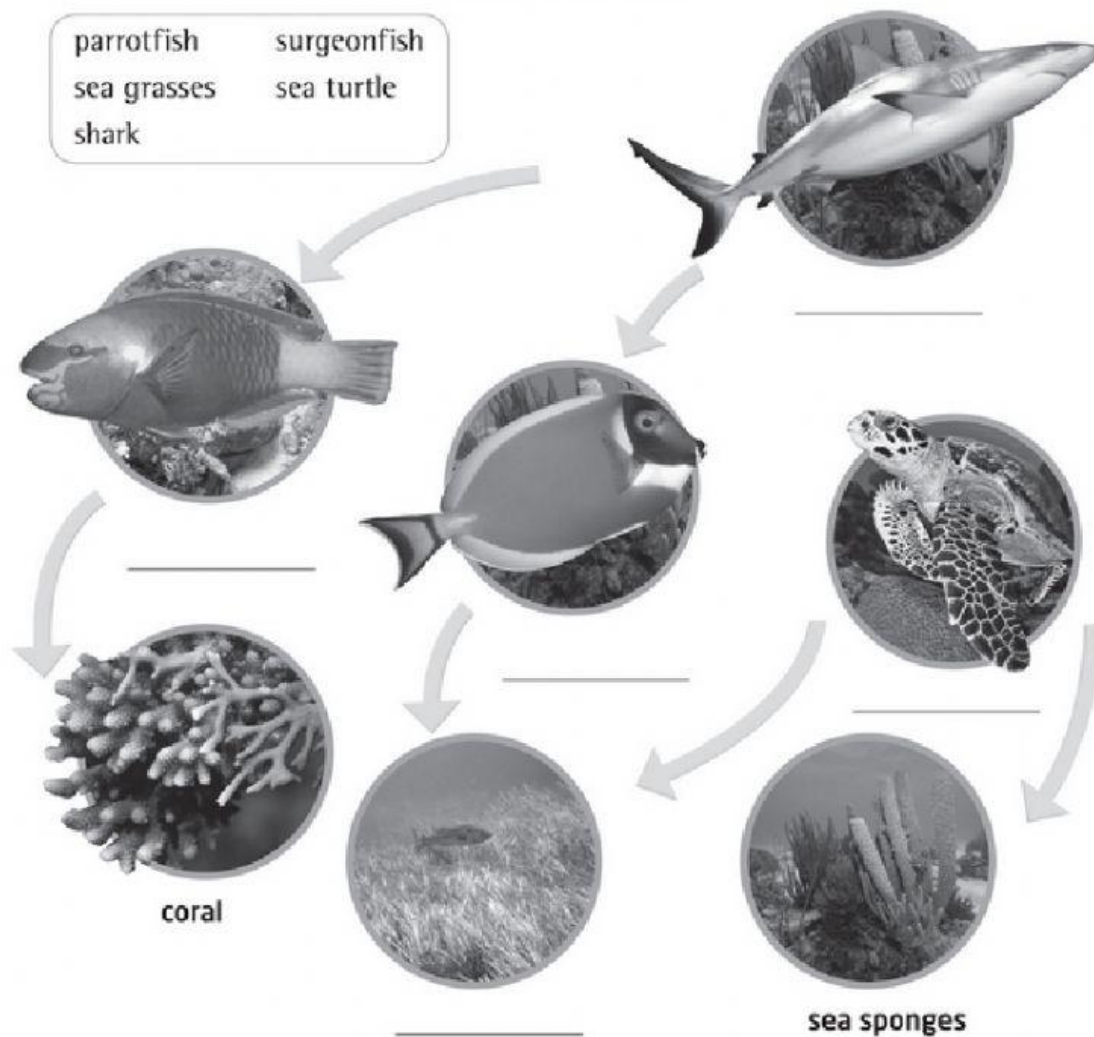 parrotfish surgeonfish
sea grasses sea turtle
shark
coral
sea sponges